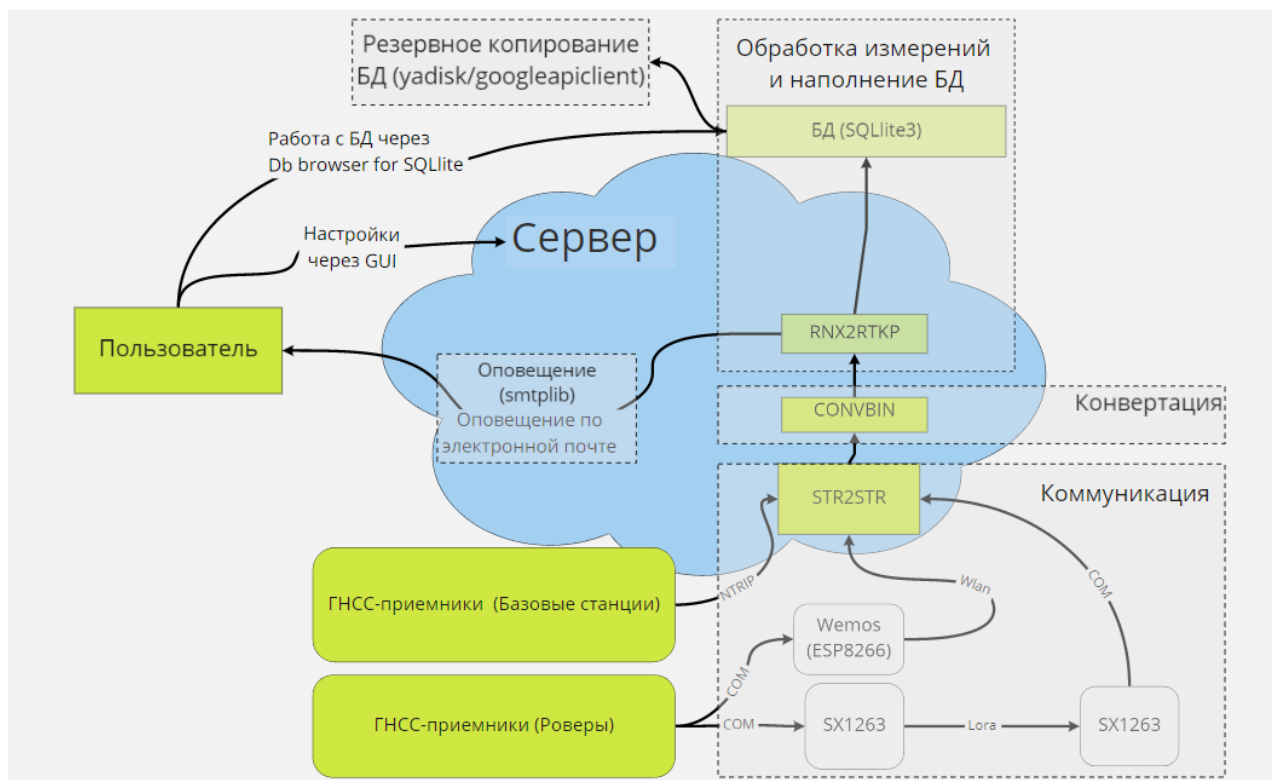 Резервное копирование
БД (yadisk/googleapiclient)
Обработка измерений
и наполнение БД
БД (SQLlite3)
Работа с БД через
Db browser for SQLlite
Настройки
через GUI
Сервер
Пользователь
RNX2RTKP
Оповещение
(smtplib)
Оповещение по
электронной почте
CONVBIN
Конвертация
STR2STR
Коммуникация
ГНСС-приемники (Базовые станции)
NTRIP
Wlan
COM
Wemos
(ESP8266)
COM
ГНСС-приемники (Роверы)
COM
SX1263
Lora
SX1263